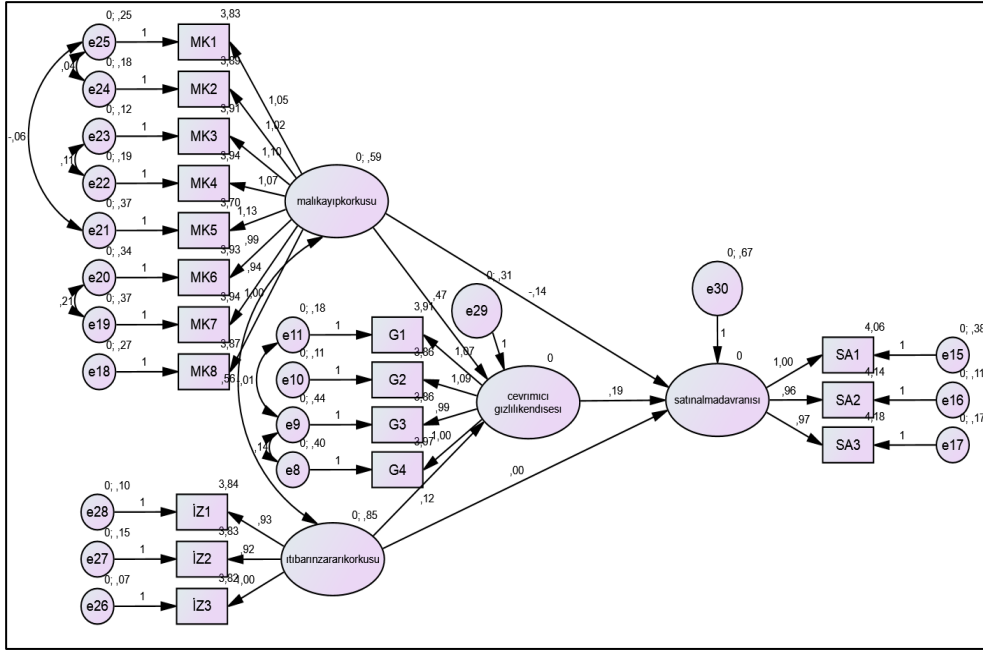 0; ,25
e25
1
3,83
MK1
0; ,18
e24
1
3,89
MK2
,04
0; ,12
e23
1
3,91
MK3
-,06
0; ,19
e22
1
3,94
MK4
,11
0; ,37
e21
1
3,70
MK5
0; ,34
e20
1
3,93
MK6
0; ,37
e19
1
3,94
MK7
,21
0; ,27
e18
1
3,87
MK8
1,05
1,02
1,10
1,07
1,13
,99
,94
1,00
0; ,59
malikayıpkorkusu
,56
,01
0; ,18
e11
1
3,91
G1
0; ,11
e10
1
3,86
G2
0; ,44
e9
1
3,86
G3
0; ,40
e8
1
3,97
G4
,14
1,07
1,09
,99
1,00
,47
0; ,31
e29
1
-,14
0
cevrimici
gizlilikendisesi
,19
0; ,67
e30
1
0
satınalmadavranısı
1,00
,96
,97
4,06
SA1
1
0; ,38
e15
4,14
SA2
1
0; ,11
e16
4,18
SA3
1
0; ,17
e17
,00
,12
0; ,10
e28
1
3,84
İZ1
0; ,15
e27
1
3,83
İZ2
0; ,07
e26
1
3,82
İZ3
,93
,92
1,00
0; ,85
ıtıbarınzararıkorkusu